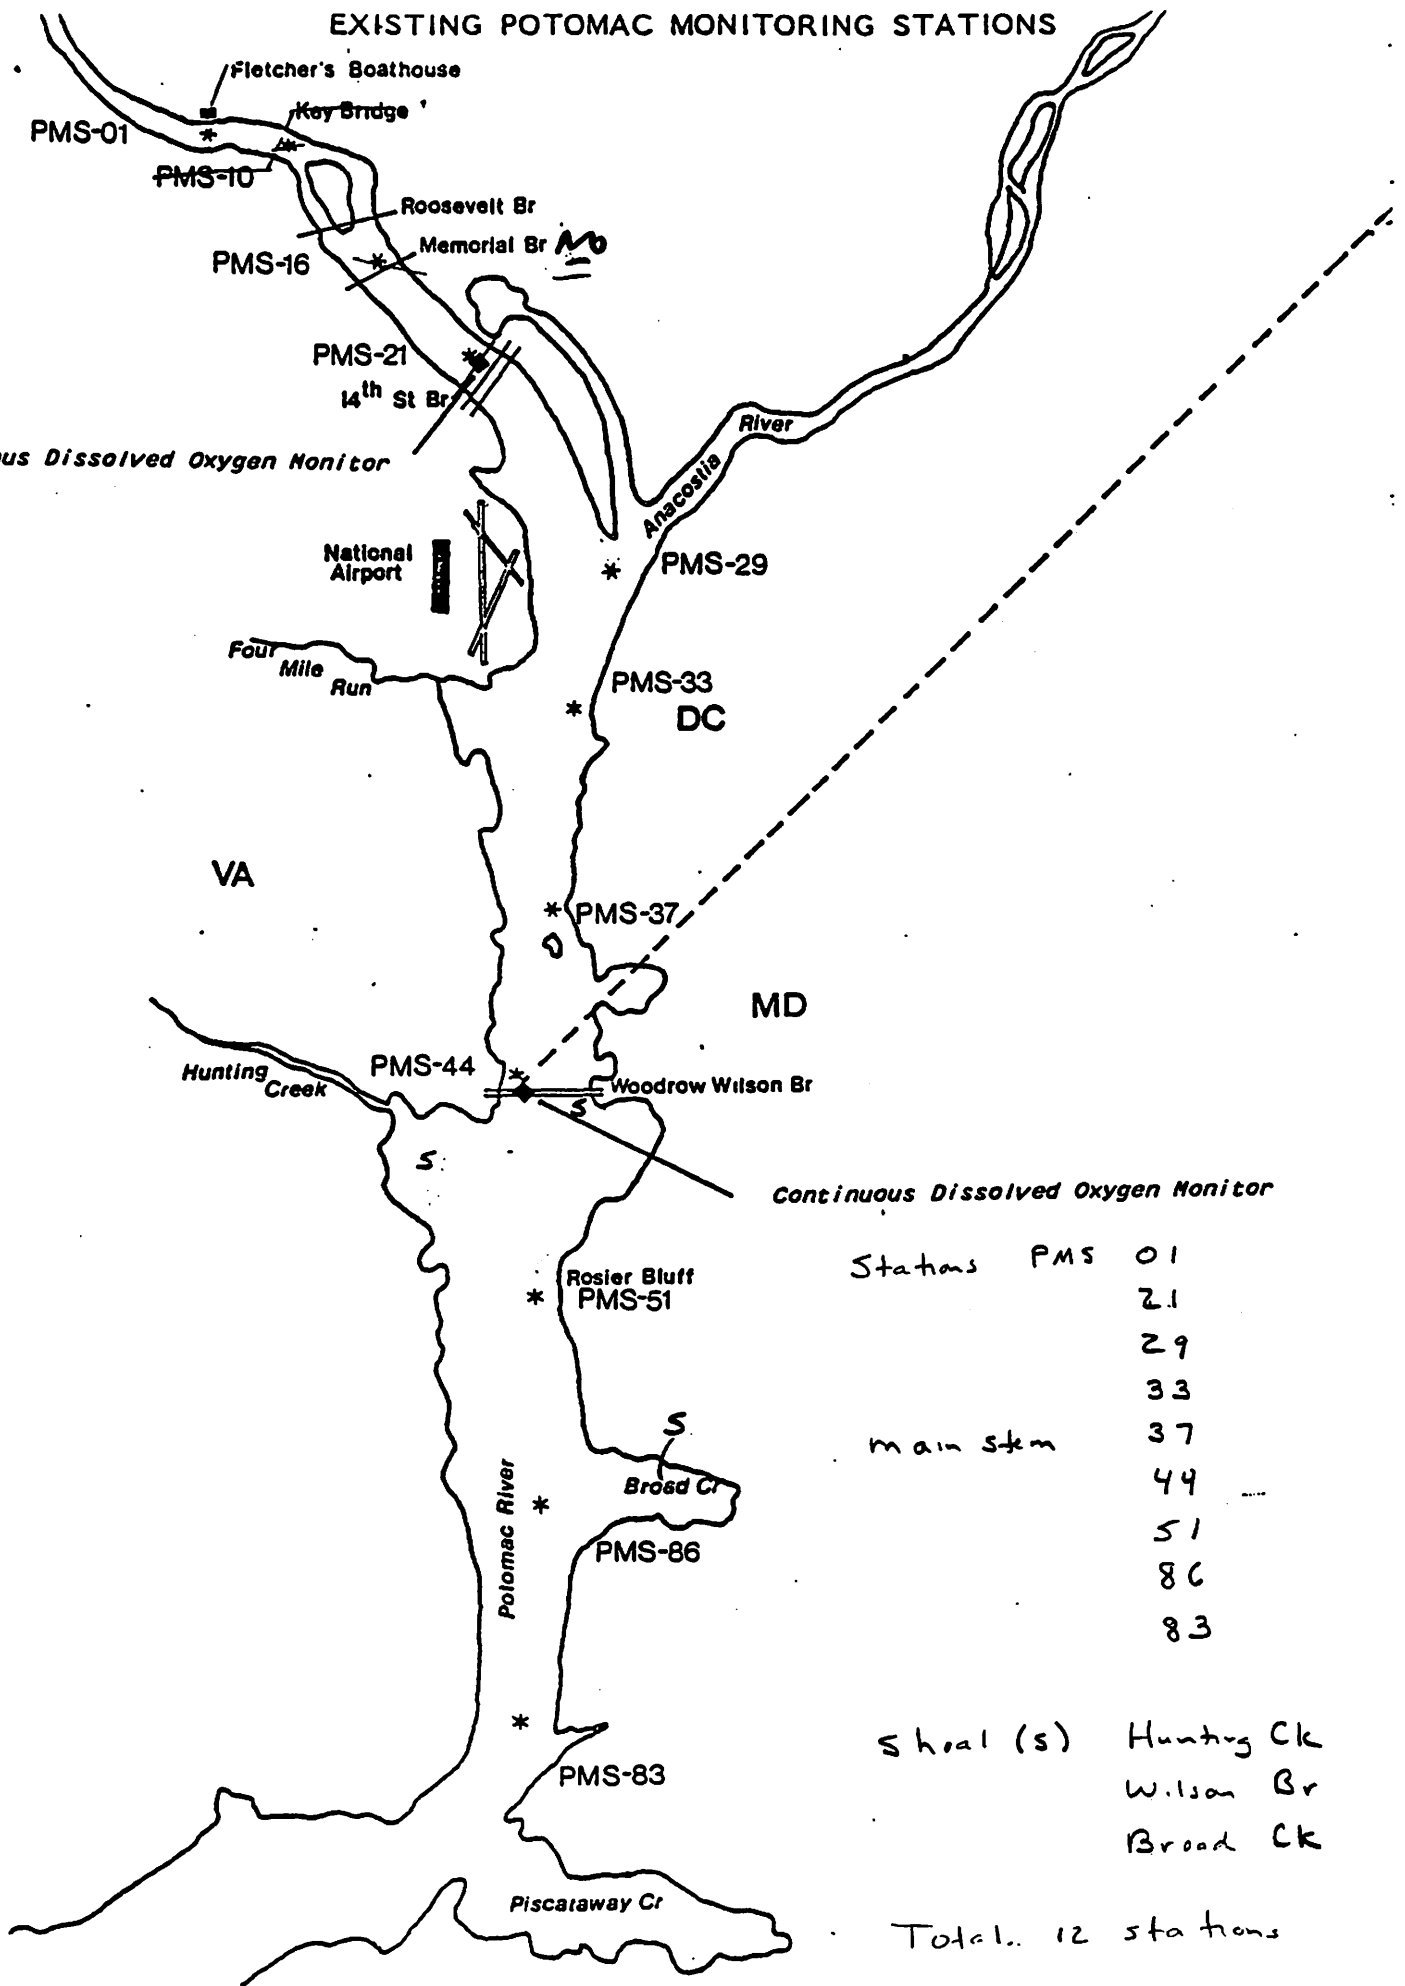 EXISTING POTOMAC MONITORING STATIONS
Fletcher's Boathouse
Key Bridge
PMS-01
PMS-10
Roosevelt Br
Memorial Br No
PMS-16
PMS-21
14th St Br
us Dissolved Oxygen Monitor
River
Anacostia
National
Airport
PMS-29
Four
Mile
Run
PMS-33
DC
VA
PMS-37
MD
Hunting
Creek
PMS-44
Woodrow Wilson Br
S
S
Continuous Dissolved Oxygen Monitor
Stations PMS 01
21
29
33
main stem 37
44
51
86
83
Rosier Bluff
PMS-51
S
Broad Cr
Potomac River
PMS-86
PMS-83
Shoal (s) Hunting Ck
Wilson Br
Broad Ck
Piscataway Cr
Total.. 12 stations